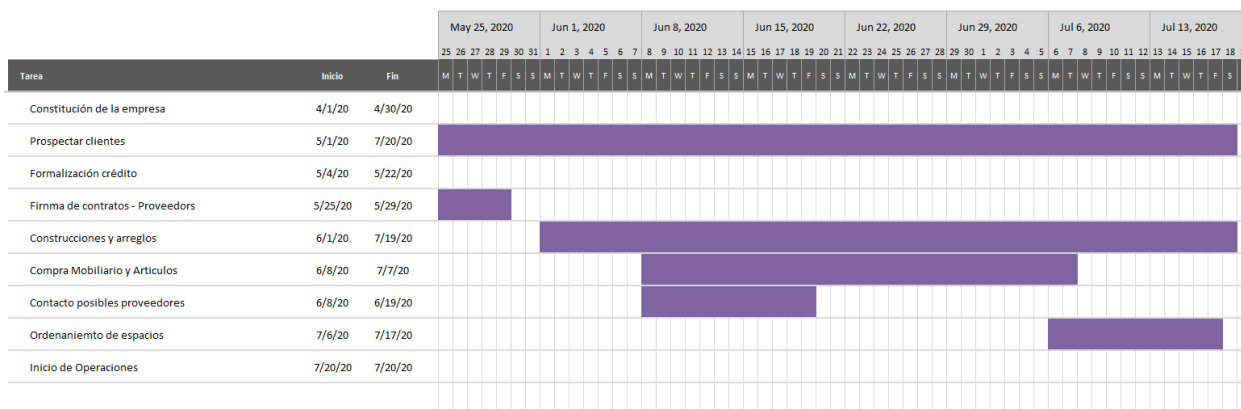 May 25, 2020 Jun 1, 2020 Jun 8, 2020 Jun 15, 2020 Jun 22, 2020 Jun 29, 2020 Jul 6, 2020 Jul 13, 2020
25 26 27 28 29 30 31 1 2 3 4 5 6 7 8 9 10 11 12 13 14 15 16 17 18 19 20 21 22 23 24 25 26 27 28 29 30 1 2 3 4 5 6 7 8 9 10 11 12 13 14 15 16 17 18
Tarea Inicio Fin M T W T F S S M T W T F S S M T W T F S S M T W T F S S M T W T F S S M T W T F S S M T W T F S S M T W T F S
Constitución de la empresa 4/1/20 4/30/20
Prospectar clientes 5/1/20 7/20/20
Formalización crédito 5/4/20 5/22/20
Firnma de contratos - Proveedors 5/25/20 5/29/20
Construcciones y arreglos 6/1/20 7/19/20
Compra Mobiliario y Articulos 6/8/20 7/7/20
Contacto posibles proveedores 6/8/20 6/19/20
Ordenaniemto de espacios 7/6/20 7/17/20
Inicio de Operaciones 7/20/20 7/20/20